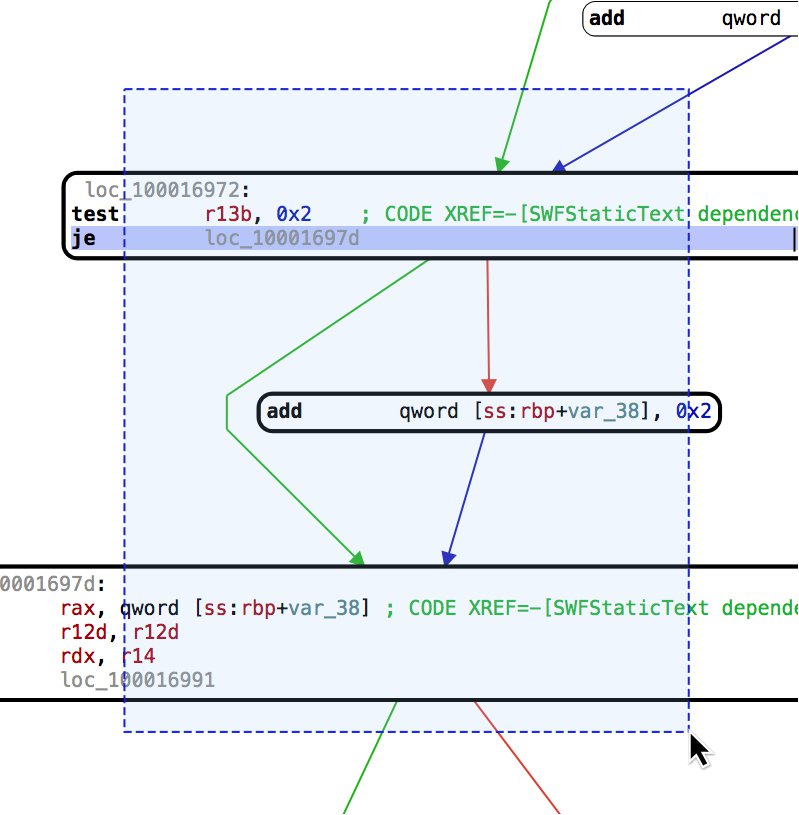 add qword
loc_100016972:
test r13b, 0x2 ; CODE XREF=-[SWFStaticText dependenc
je loc_10001697d
add qword [ss:rbp+var_38], 0x2
0001697d:
rax, qword [ss:rbp+var_38] ; CODE XREF=-[SWFStaticText depende
r12d, r12d
rdx, r14
loc_100016991